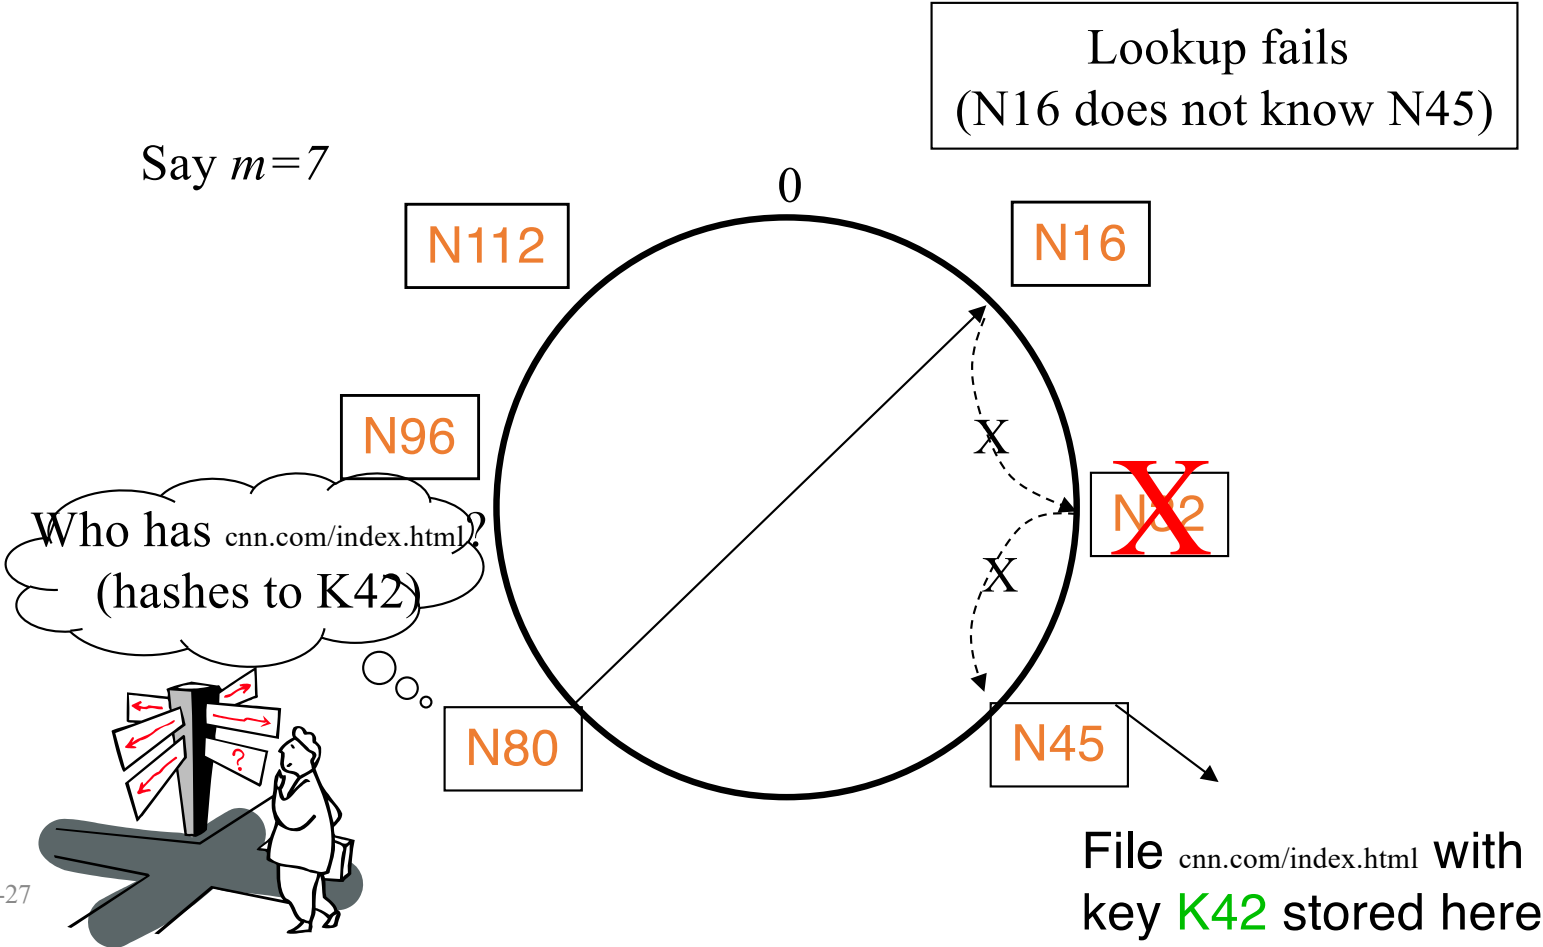 Lookup fails
(N16 does not know N45)
Say m=7
0
N112
N16
N96
X
N32
X
Who has cnn.com/index.html?
(hashes to K42)
X
?
N80
N45
File cnn.com/index.html with
key K42 stored here
-27